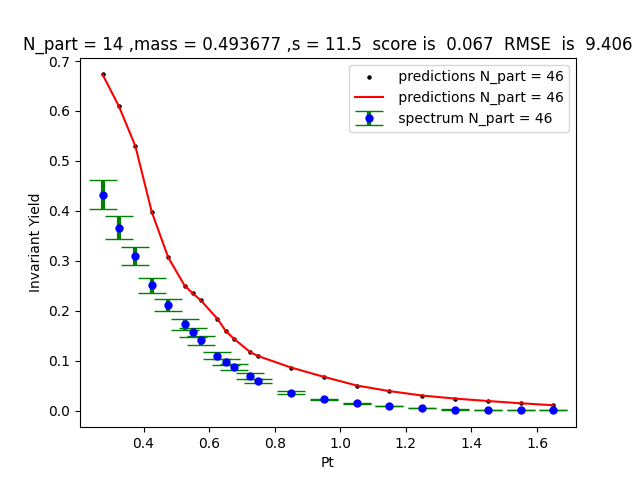 N_part = 14 ,mass = 0.493677 ,s = 11.5  score is  0.067  RMSE  is  9.406
predictions N_part = 46
predictions N_part = 46
spectrum N_part = 46
Invariant Yield
0.7
0.6
0.5
0.4
0.3
0.2
0.1
0.0
0.4 0.6 0.8 1.0 1.2 1.4 1.6
Pt